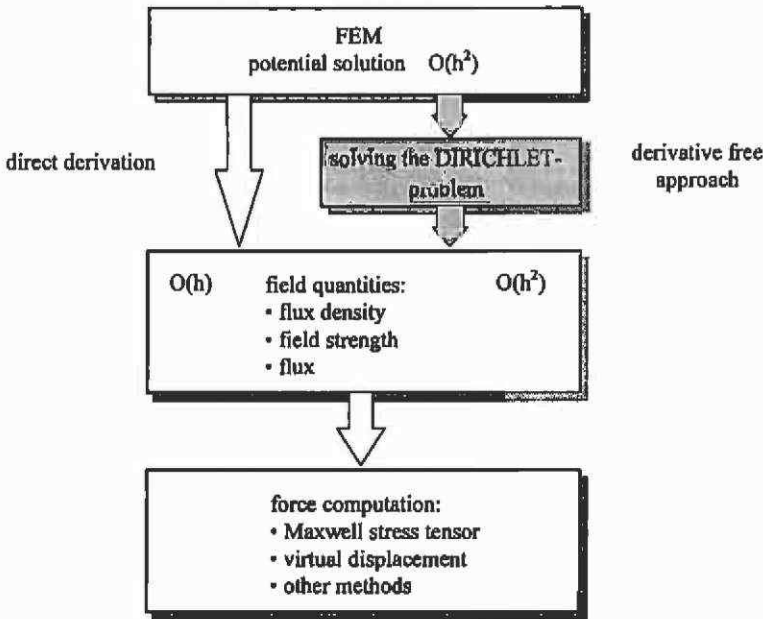 FEM
potential solution O(h²)
direct derivation
solving the DIRICHLET-
problem
derivative free
approach
O(h) field quantities: O(h²)
• flux density
• field strength
• flux
force computation:
• Maxwell stress tensor
• virtual displacement
• other methods